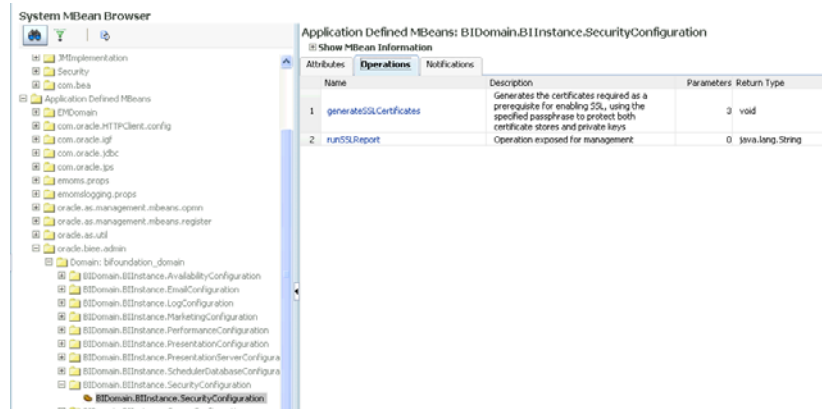 System MBean Browser
JMImplementation
Security
com.bea
Application Defined MBeans
EMDomain
com.oracle.HTTPClient.config
com.oracle.igf
com.oracle.jdbc
com.oracle.jps
emoms.props
emomslogging.props
oracle.as.management.mbeans.opmn
oracle.as.management.mbeans.register
oracle.as.util
oracle.biee.admin
Domain: bifoundation_domain
BIDomain.BIInstance.AvailabilityConfiguration
BIDomain.BIInstance.EmailConfiguration
BIDomain.BIInstance.LogConfiguration
BIDomain.BIInstance.MarketingConfiguration
BIDomain.BIInstance.PerformanceConfiguration
BIDomain.BIInstance.PresentationConfiguration
BIDomain.BIInstance.PresentationServerConfigura
BIDomain.BIInstance.SchedulerDatabaseConfigura
BIDomain.BIInstance.SecurityConfiguration
BIDomain.BIInstance.SecurityConfiguration
Application Defined MBeans: BIDomain.BIInstance.SecurityConfiguration
Show MBean Information
Attributes Operations Notifications
Name Description Parameters Return Type
1 generateSSLCertificates Generates the certificates required as a
prerequisite for enabling SSL, using the
specified passphrase to protect both
certificate stores and private keys 3 void
2 runSSLReport Operation exposed for management 0 java.lang.String